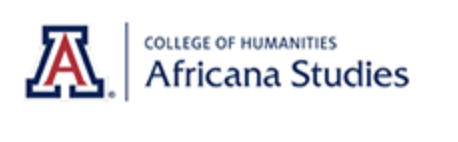 A®
COLLEGE OF HUMANITIES
Africana Studies